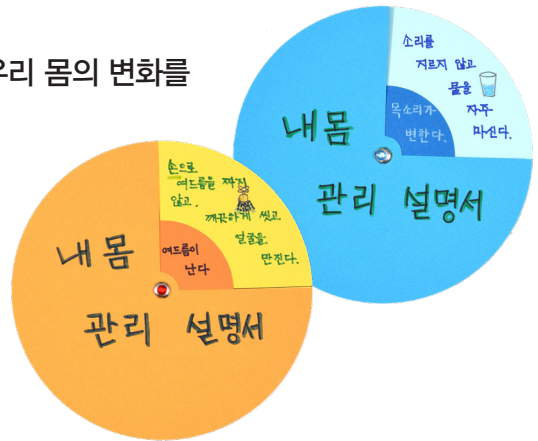 우리 몸의 변화를
소리를
지르지 않고
물을
자주
마신다.
목소리가
변한다.
내 몸
관리 설명서
손으로
여드름을 짜지
않고,
깨끗하게 씻고
얼굴을
만진다.
여드름이
난다
내 몸
관리 설명서